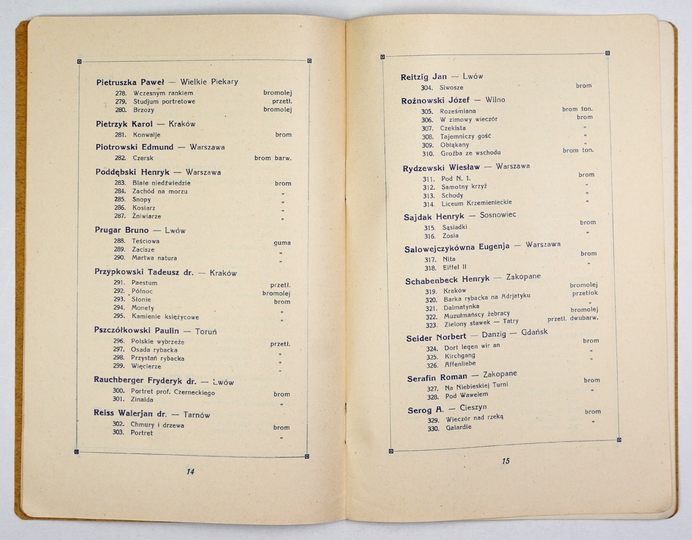 Pietruszka Paweł — Wielkie Piekary
278. Wczesnym rankiem bromolej
279. Studjum portretowe przetł.
280. Brzozy bromolej
Pietrzyk Karol — Kraków
281. Konwalje brom
Piotrowski Edmund — Warszawa
282. Czersk brom barw.
Poddębski Henryk — Warszawa
283. Białe niedźwiedzie brom
284. Zachód na morzu „
285. Snopy „
286. Kosiarz „
287. Żniwiarze „
Prugar Bruno — Lwów
288. Teściowa guma
289. Zacisze „
290. Martwa natura „
Przypkowski Tadeusz dr. — Kraków
291. Paestum przetł.
292. Północ bromolej
293. Słonie brom
294. Monety „
295. Kamienie księżycowe „
Pszczółkowski Paulin — Toruń
296. Polskie wybrzeże przetł.
297. Osada rybacka „
298. Przystań rybacka „
299. Więcierze „
Rauchberger Fryderyk dr. — Lwów
300. Portret prof. Czerneckiego brom
301. Zinaida „
Reiss Walerjan dr. — Tarnów
302. Chmury i drzewa brom
303. Portret „
14
Reitzig Jan — Lwów
304. Siwosze brom
Rożnowski Józef — Wilno
305. Roześmiana brom ton.
306. W zimowy wieczór brom
307. Czekista „
308. Tajemniczy gość „
309. Obłąkany „
310. Groźba ze wschodu brom ton.
Rydzewski Wiesław — Warszawa
311. Pod N. 1. brom
312. Samotny krzyż „
313. Schody „
314. Liceum Krzemienieckie „
Sajdak Henryk — Sosnowiec
315. Sąsiadki brom
316. Zosia „
Salowejczykówna Eugenja — Warszawa
317. Nita brom
318. Eiffel II „
Schabenbeck Henryk — Zakopane
319. Kraków bromolej
320. Barka rybacka na Adrjatyku przetłok
321. Dalmatynka „
322. Muzułmańscy żebracy bromolej
323. Zielony stawek — Tatry przetł. dwubarw.
Seider Norbert — Danzig — Gdańsk
324. Dort legen wir an brom
325. Kirchgang „
326. Affenliebe „
Serafin Roman — Zakopane
327. Na Niebieskiej Turni brom
328. Pod Wawelem „
Serog A. — Cieszyn
329. Wieczór nad rzeką brom
330. Galardie „
15